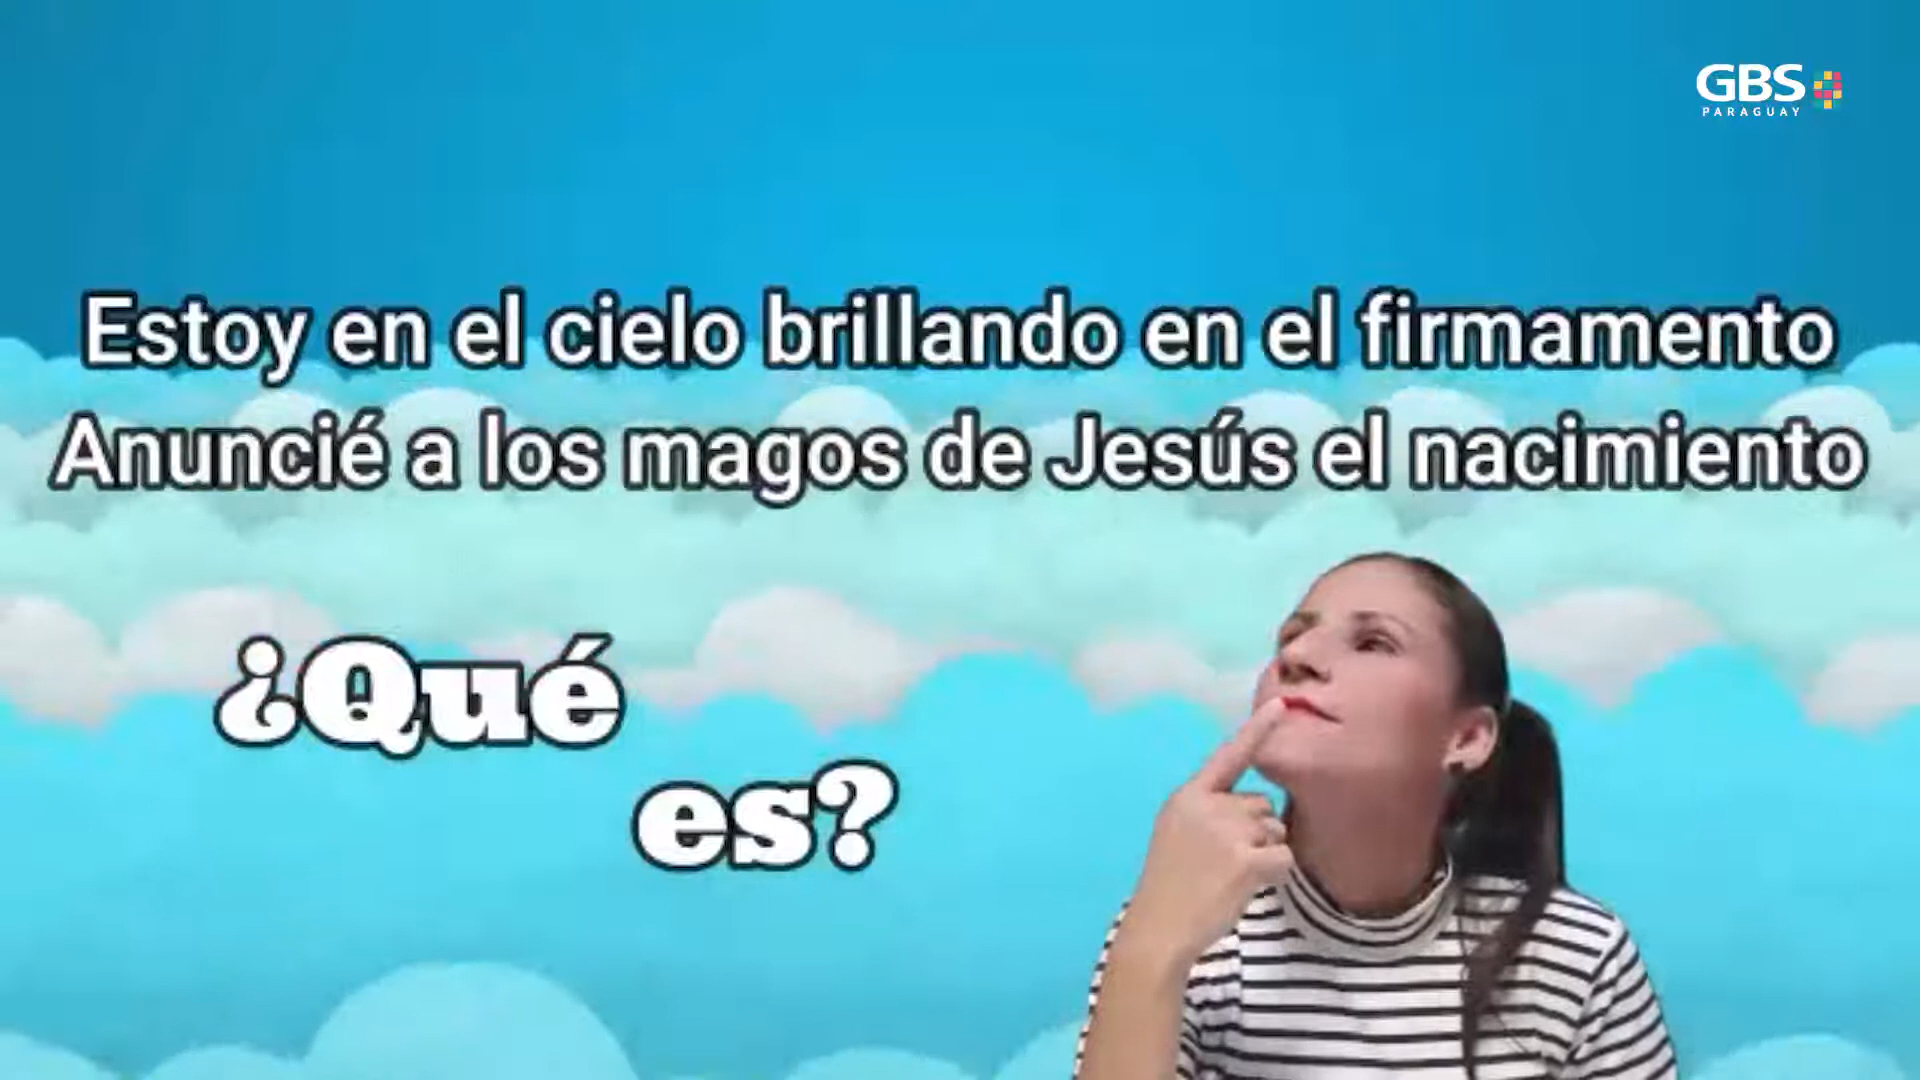 GBS
PARAGUAY
Estoy en el cielo brillando en el firmamento
Anuncié a los magos de Jesús el nacimiento
¿Qué
es?